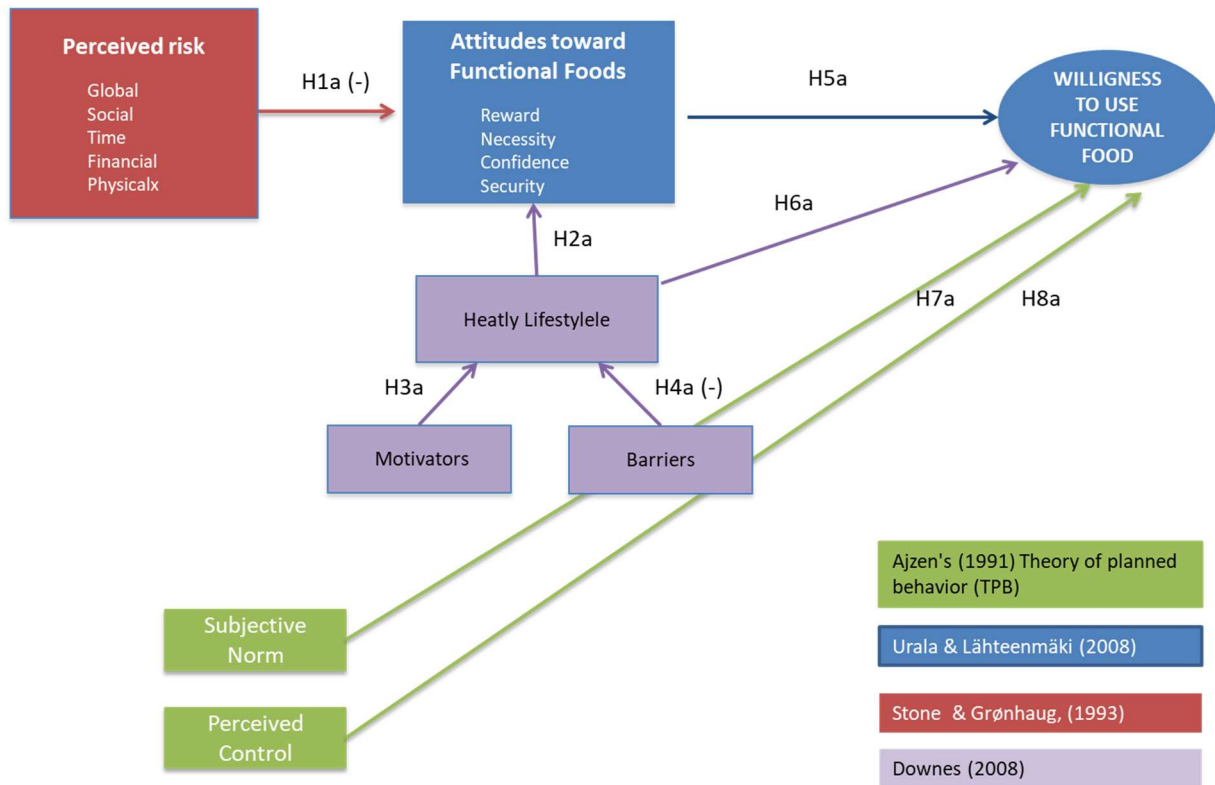 Perceived risk
Global
Social
Time
Financial
Physicalx
H1a (-)
Attitudes toward
Functional Foods
Reward
Necessity
Confidence
Security
H5a
WILLIGNESS
TO USE
FUNCTIONAL
FOOD
H2a
H6a
Heatly Lifestylele
H7a
H8a
H3a
H4a (-)
Motivators
Barriers
Subjective
Norm
Perceived
Control
Ajzen's (1991) Theory of planned
behavior (TPB)
Urala & Lähteenmäki (2008)
Stone & Grønhaug, (1993)
Downes (2008)